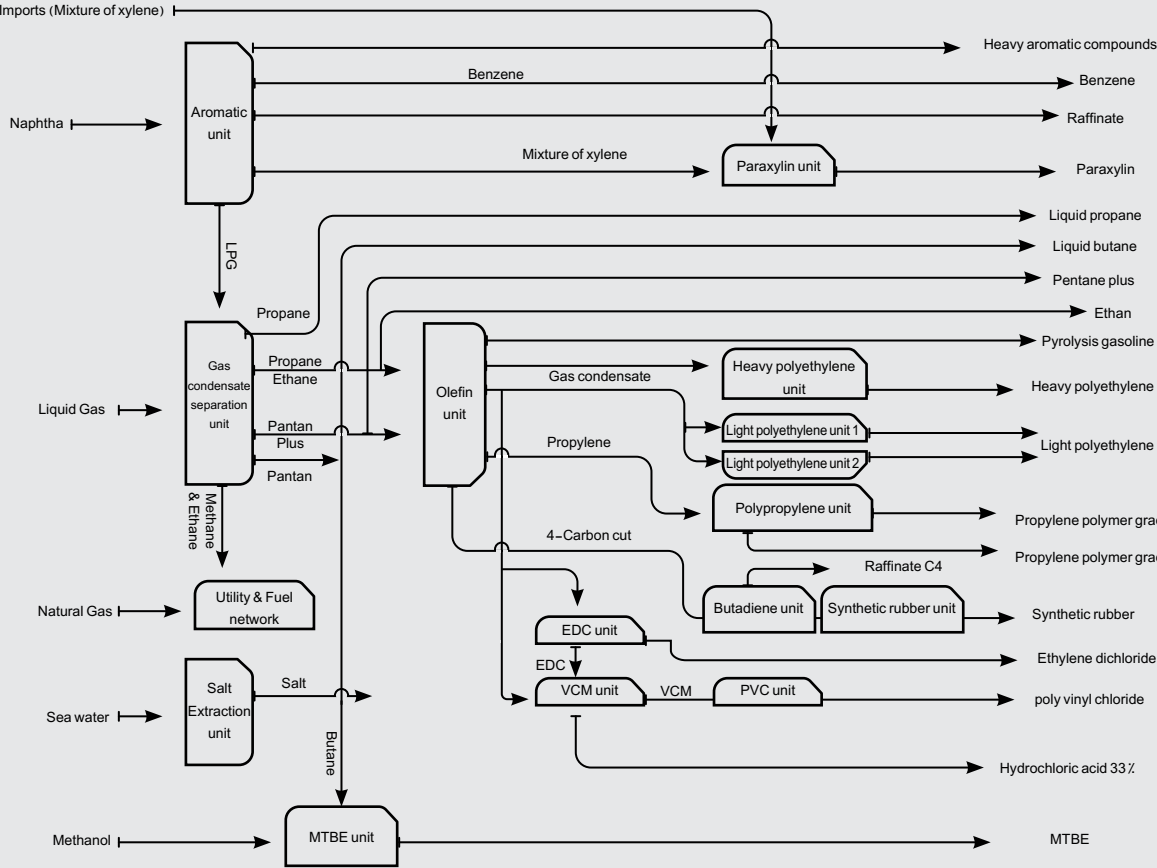 Imports (Mixture of xylene)
Heavy aromatic compounds
Benzene
Benzene
Aromatic
unit
Naphtha
Raffinate
Mixture of xylene
Paraxylin unit
Paraxylin
Liquid propane
LPG
Liquid butane
Pentane plus
Propane
Ethan
Pyrolysis gasoline
Propane
Ethane
Gas
condensate
separation
unit
Gas condensate
Heavy polyethylene
unit
Heavy polyethylene
Olefin
unit
Liquid Gas
Pantan
Plus
Light polyethylene unit 1
Light polyethylene
Propylene
Light polyethylene unit 2
Pantan
Methane
& Ethane
Polypropylene unit
Propylene polymer gra
4-Carbon cut
Propylene polymer gra
Raffinate C4
Utility & Fuel
network
Natural Gas
Butadiene unit
Synthetic rubber unit
Synthetic rubber
EDC unit
Ethylene dichloride
EDC
Salt
Salt
Extraction
unit
VCM unit
VCM
PVC unit
poly vinyl chloride
Sea water
Butane
Hydrochloric acid 33%
Methanol
MTBE unit
MTBE